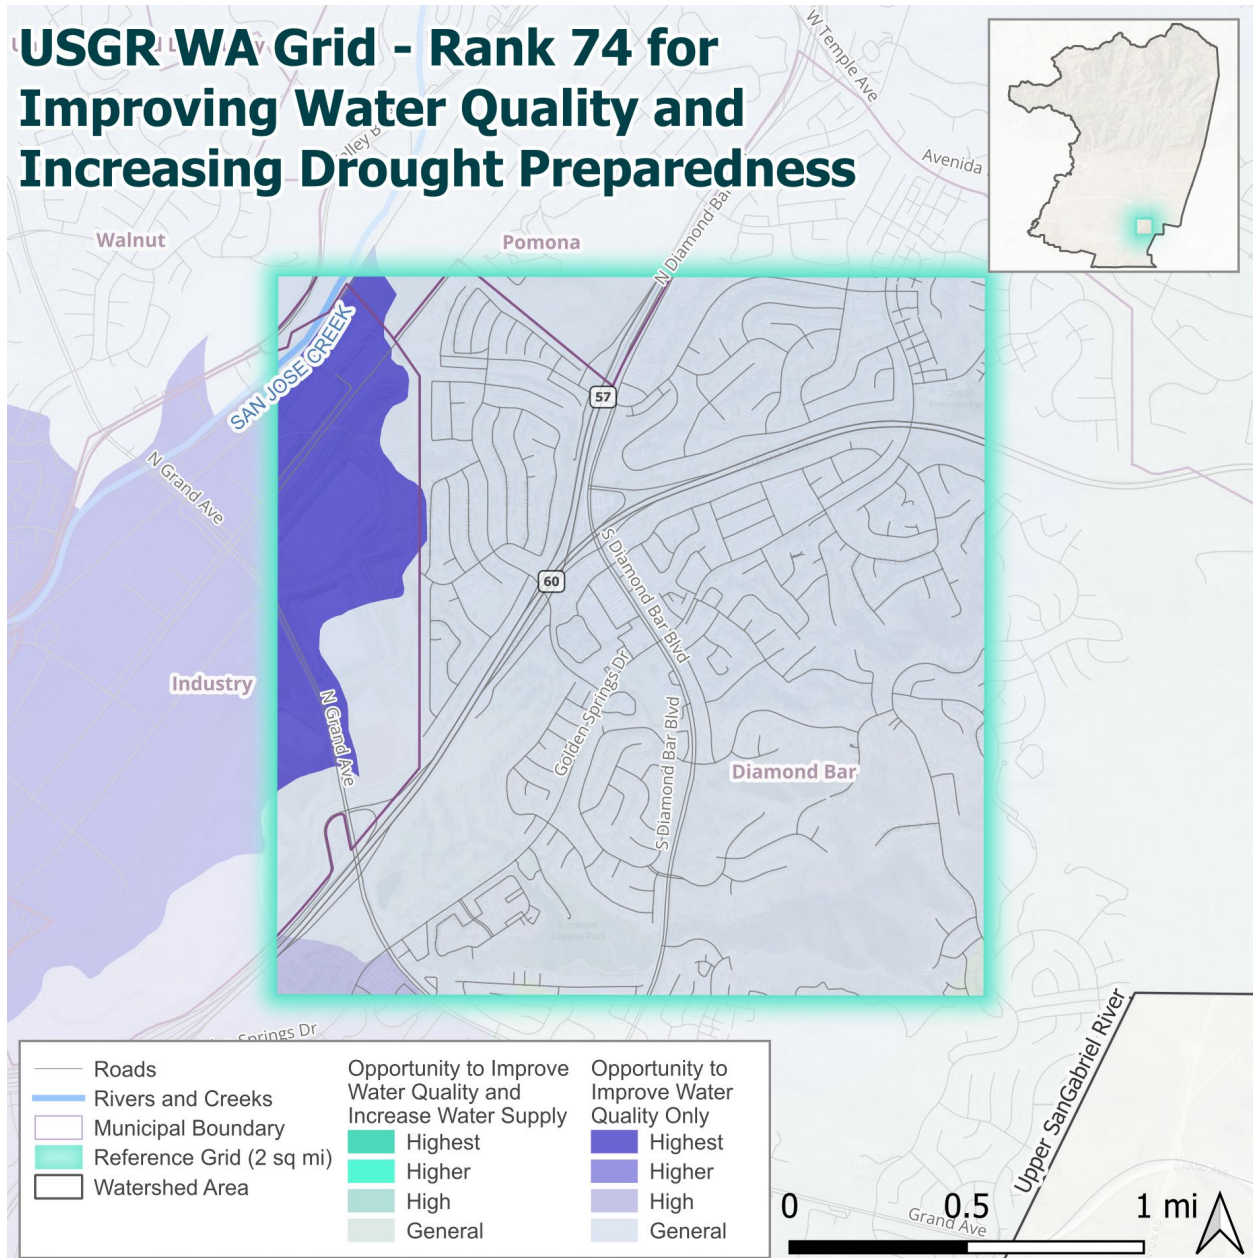 USGR WA Grid - Rank 74 for
Improving Water Quality and
Increasing Drought Preparedness
W Temple Ave
Avenida
Walnut
Pomona
N Diamond Bar
SAN JOSE CREEK
57
N Grand Ave
S Diamond Bar Blvd
60
Industry
Golden Springs Dr
N Grand Ave
S Diamond Bar Blvd
Diamond Bar
Springs Dr
Upper SanGabriel River
Grand Ave
Roads
Rivers and Creeks
Municipal Boundary
Reference Grid (2 sq mi)
Watershed Area
Opportunity to Improve
Water Quality and
Increase Water Supply
Highest
Higher
High
General
Opportunity to
Improve Water
Quality Only
Highest
Higher
High
General
0 0.5 1 mi